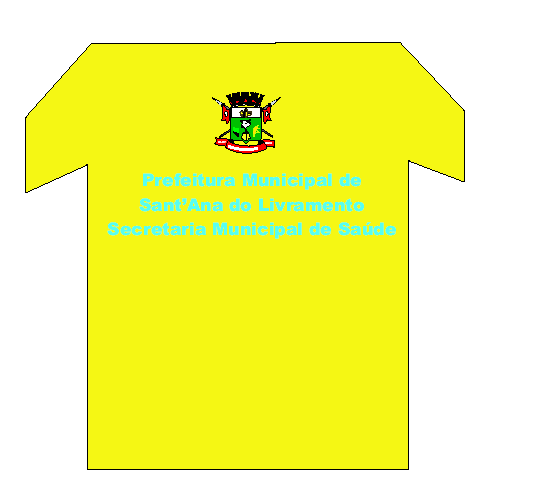 Prefeitura Municipal de
Sant'Ana do Livramento
Secretaria Municipal de Saúde